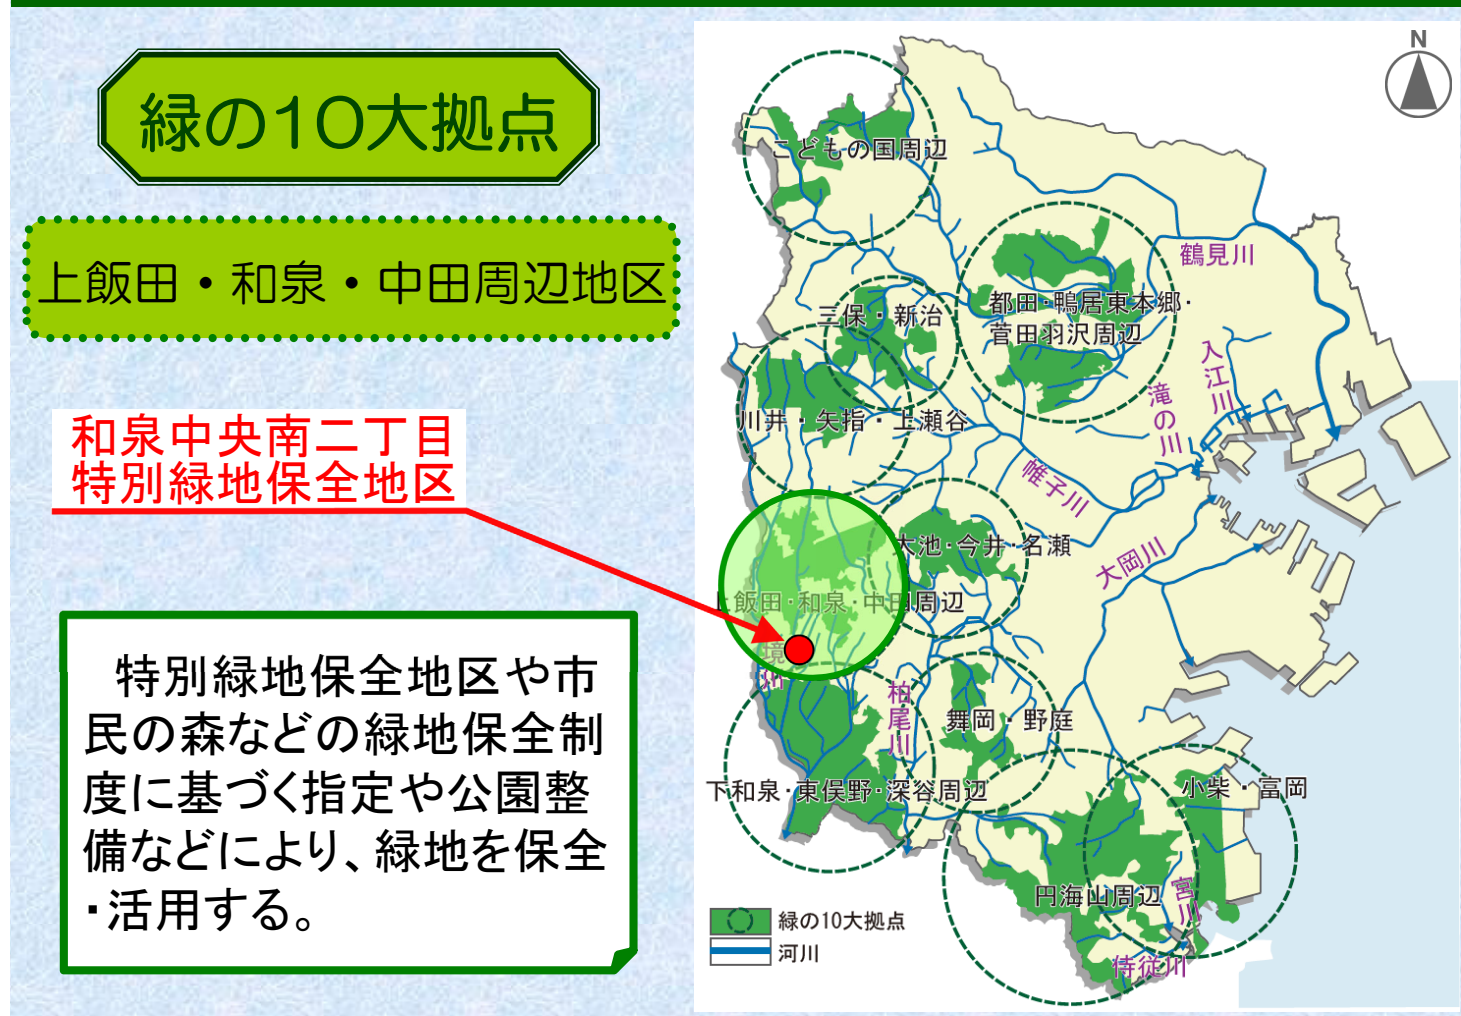 緑の10大拠点
上飯田・和泉・中田周辺地区
和泉中央南二丁目
特別緑地保全地区
特別緑地保全地区や市
民の森などの緑地保全制
度に基づく指定や公園整
備などにより、緑地を保全
・活用する。
N
こどもの国周辺
鶴見川
都田・鴨居東本郷・
菅田羽沢周辺
三保・新治
入江川
滝の川
川井・矢指・上瀬谷
帷子川
大池・今井・名瀬
大岡川
上飯田・和泉・中田周辺
境川
柏尾川
舞岡・野庭
下和泉・東俣野・深谷周辺
小柴・富岡
円海山周辺
宮川
侍従川
緑の10大拠点
河川